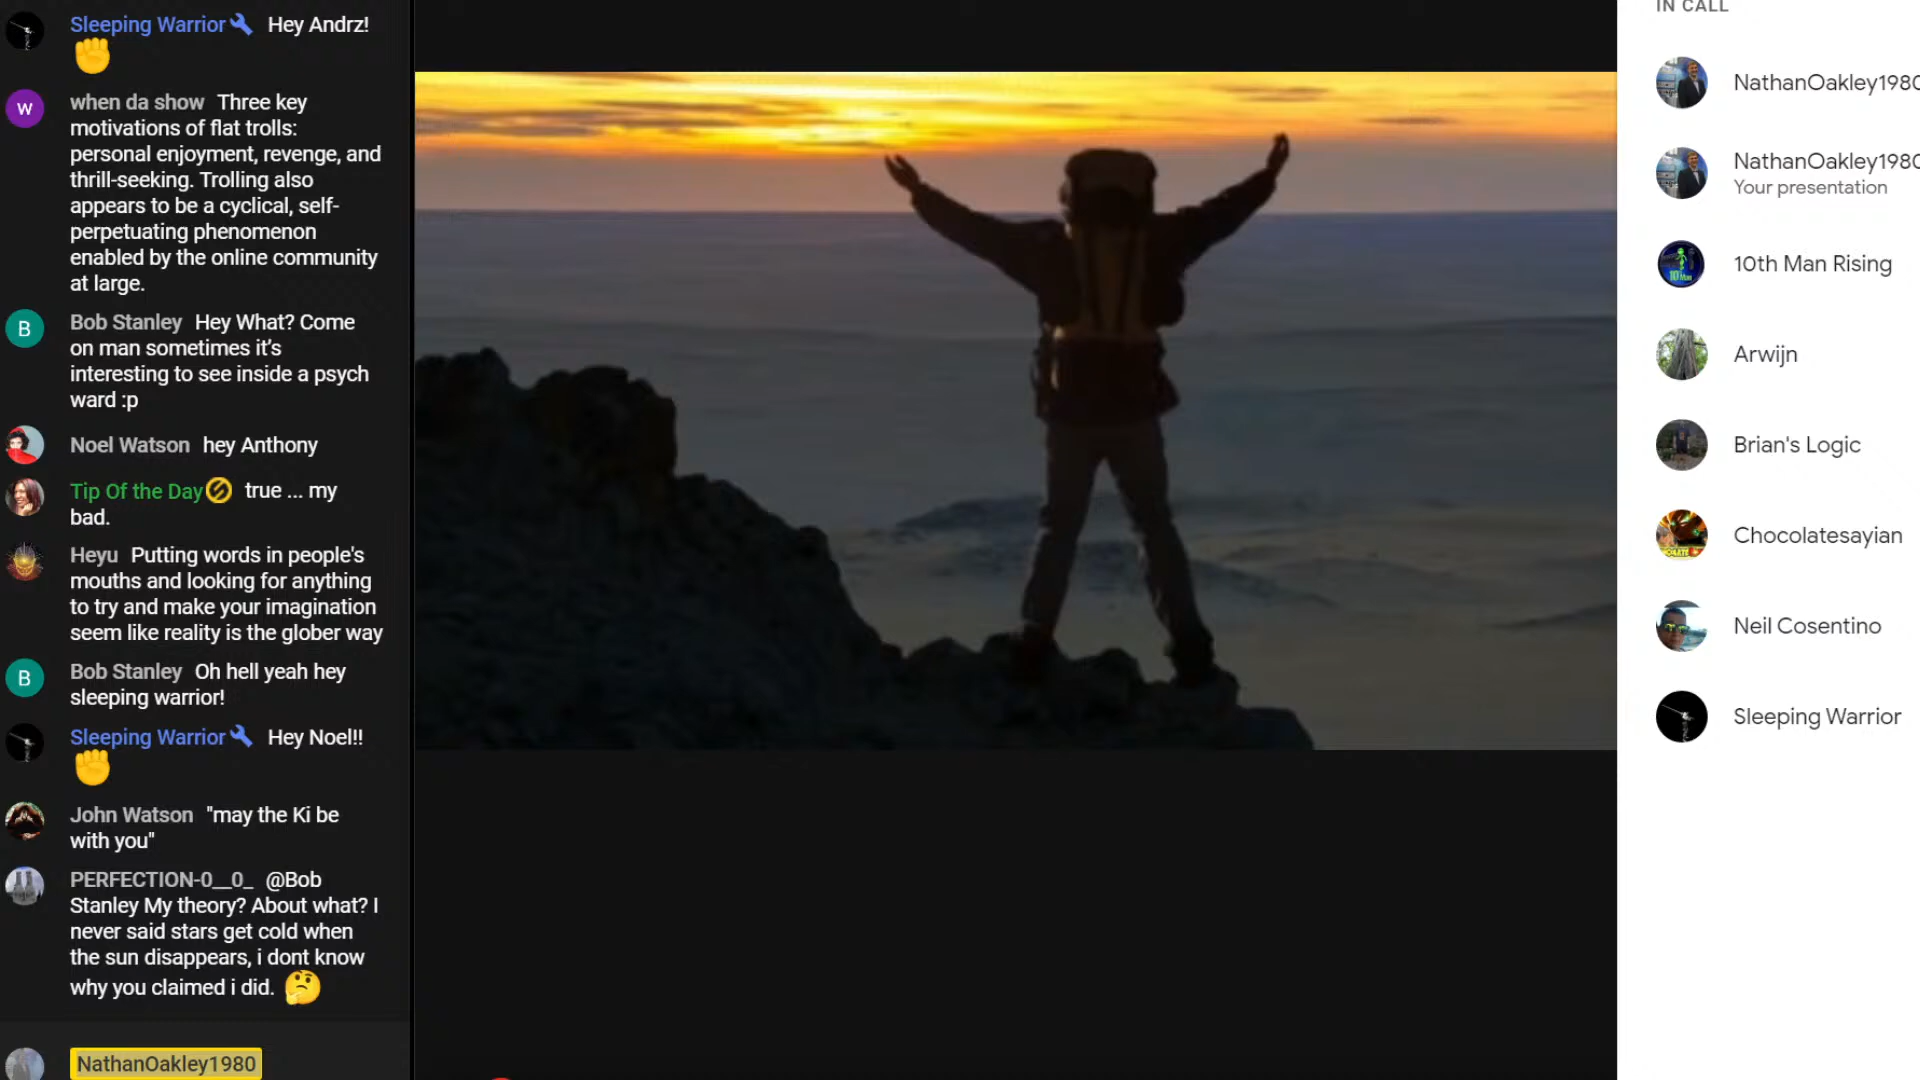 Sleeping Warrior Hey Andrz!
when da show Three key
motivations of flat trolls:
personal enjoyment, revenge, and
thrill-seeking. Trolling also
appears to be a cyclical, self-
perpetuating phenomenon
enabled by the online community
at large.
Bob Stanley Hey What? Come
on man sometimes it's
interesting to see inside a psych
ward :p
Noel Watson hey Anthony
Tip Of the Day true ... my
bad.
Heyu Putting words in people's
mouths and looking for anything
to try and make your imagination
seem like reality is the glober way
Bob Stanley Oh hell yeah hey
sleeping warrior!
Sleeping Warrior Hey Noel!!
John Watson "may the Ki be
with you"
PERFECTION-0__0_ @Bob
Stanley My theory? About what? I
never said stars get cold when
the sun disappears, i dont know
why you claimed i did.
NathanOakley1980
W
B
B
IN CALL
NathanOakley1980
NathanOakley1980
Your presentation
10th Man Rising
Arwijn
Brian's Logic
Chocolatesayian
Neil Cosentino
Sleeping Warrior